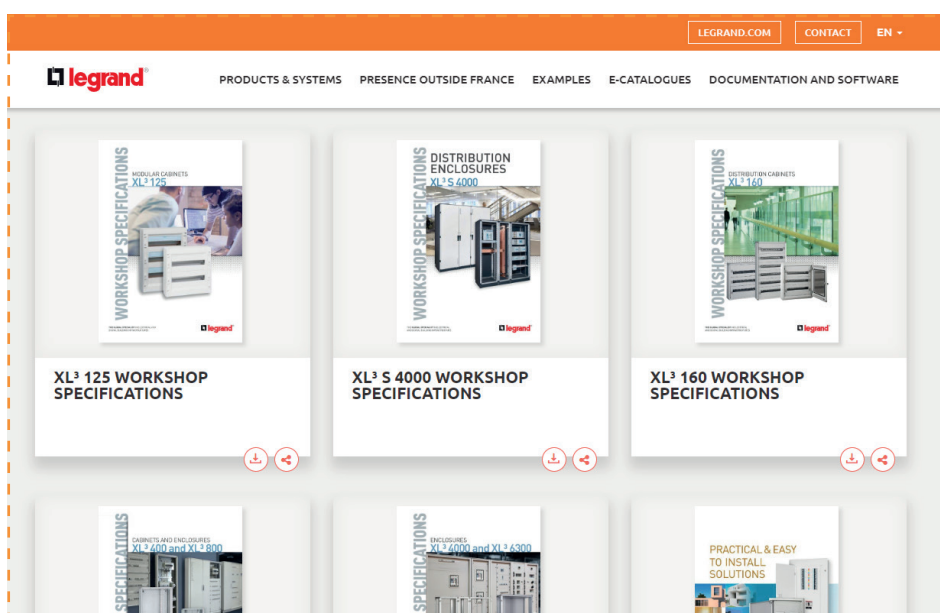 LEGRAND.COM CONTACT EN
legrand®
PRODUCTS & SYSTEMS PRESENCE OUTSIDE FRANCE EXAMPLES E-CATALOGUES DOCUMENTATION AND SOFTWARE
WORKSHOP SPECIFICATIONS
MODULAR CABINETS
XL³ 125
legrand
XL³ 125 WORKSHOP
SPECIFICATIONS
WORKSHOP SPECIFICATIONS
DISTRIBUTION
ENCLOSURES
XL³ S 4000
legrand
XL³ S 4000 WORKSHOP
SPECIFICATIONS
WORKSHOP SPECIFICATIONS
DISTRIBUTION CABINETS
XL³ 160
legrand
XL³ 160 WORKSHOP
SPECIFICATIONS
SPECIFICATIONS
CABINETS AND ENCLOSURES
XL³ 400 and XL³ 800
SPECIFICATIONS
ENCLOSURES
XL³ 4000 and XL³ 6300
PRACTICAL & EASY
TO INSTALL
SOLUTIONS